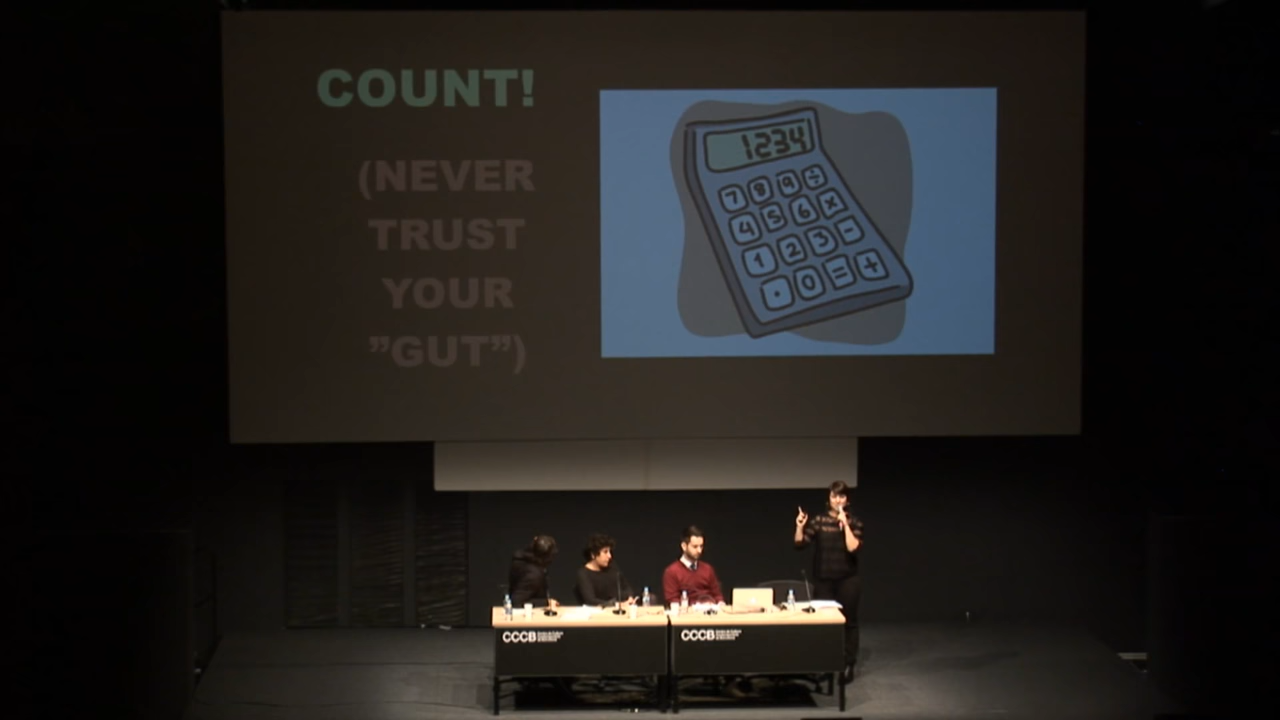 COUNT!
(NEVER
TRUST
YOUR
”GUT”)
1234
7 8 9 ÷
4 5 6 x
1 2 3 -
. 0 = +
CCCB
CCCB